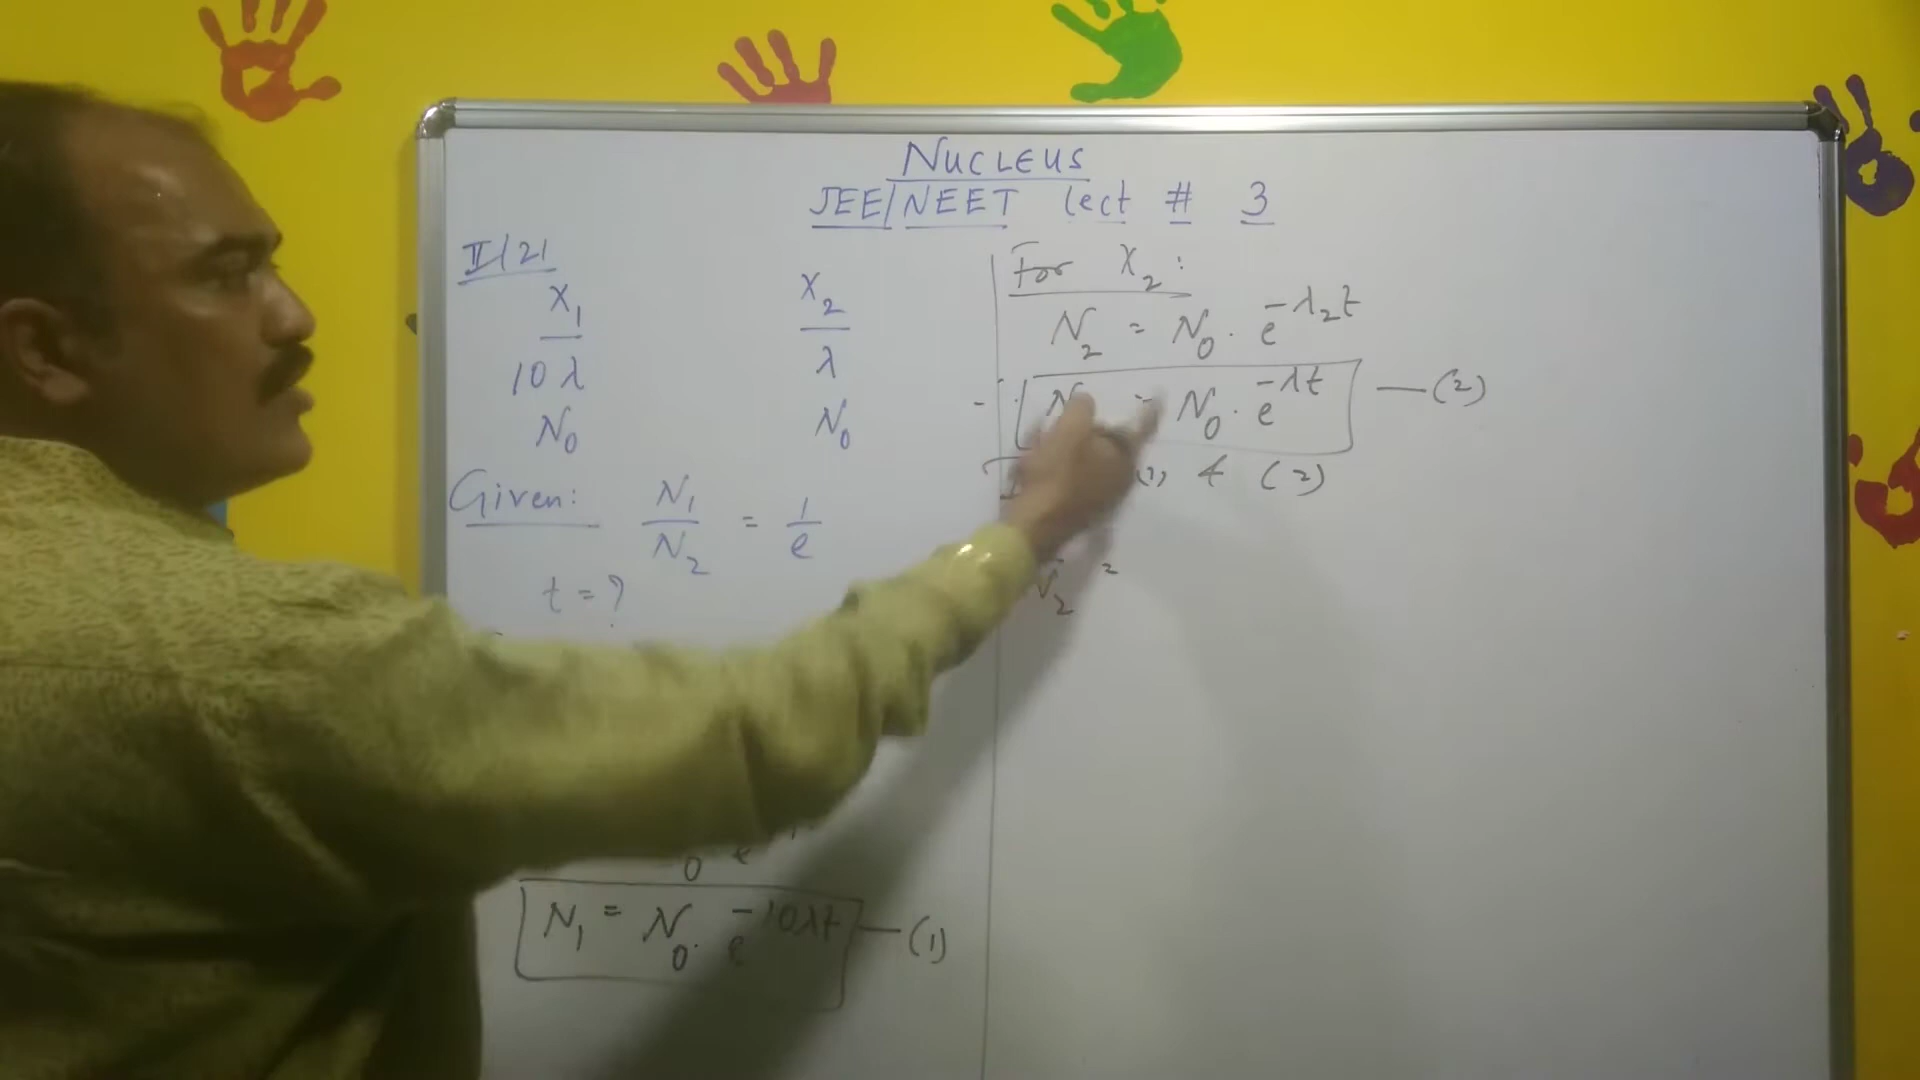 NUCLEUS
JEE/NEET Lect # 3
II/21
X₁ X₂
10λ λ
N₀ N₀
Given: N₁/N₂ = 1/e
t = ?
0 e
N₁ = N₀ · e^-10λt — (1)
For X₂:
N₂ = N₀ · e^-λ₂t
N = N₀ · e^-λt — (2)
(1) & (2)
N₂ =